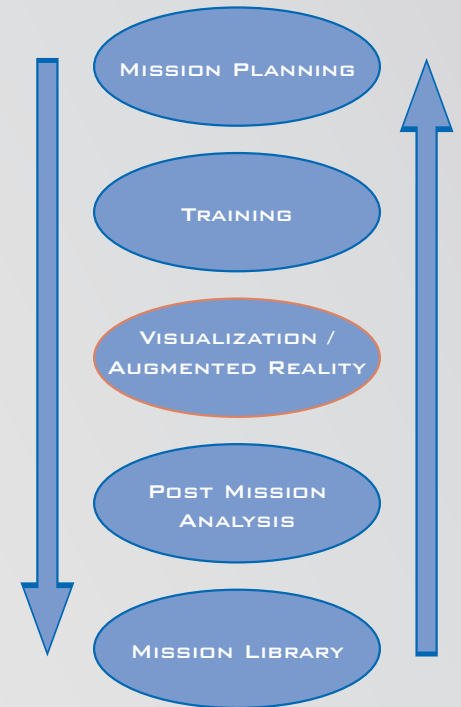 Mission Planning
Training
Visualization /
Augmented Reality
Post Mission
Analysis
Mission Library